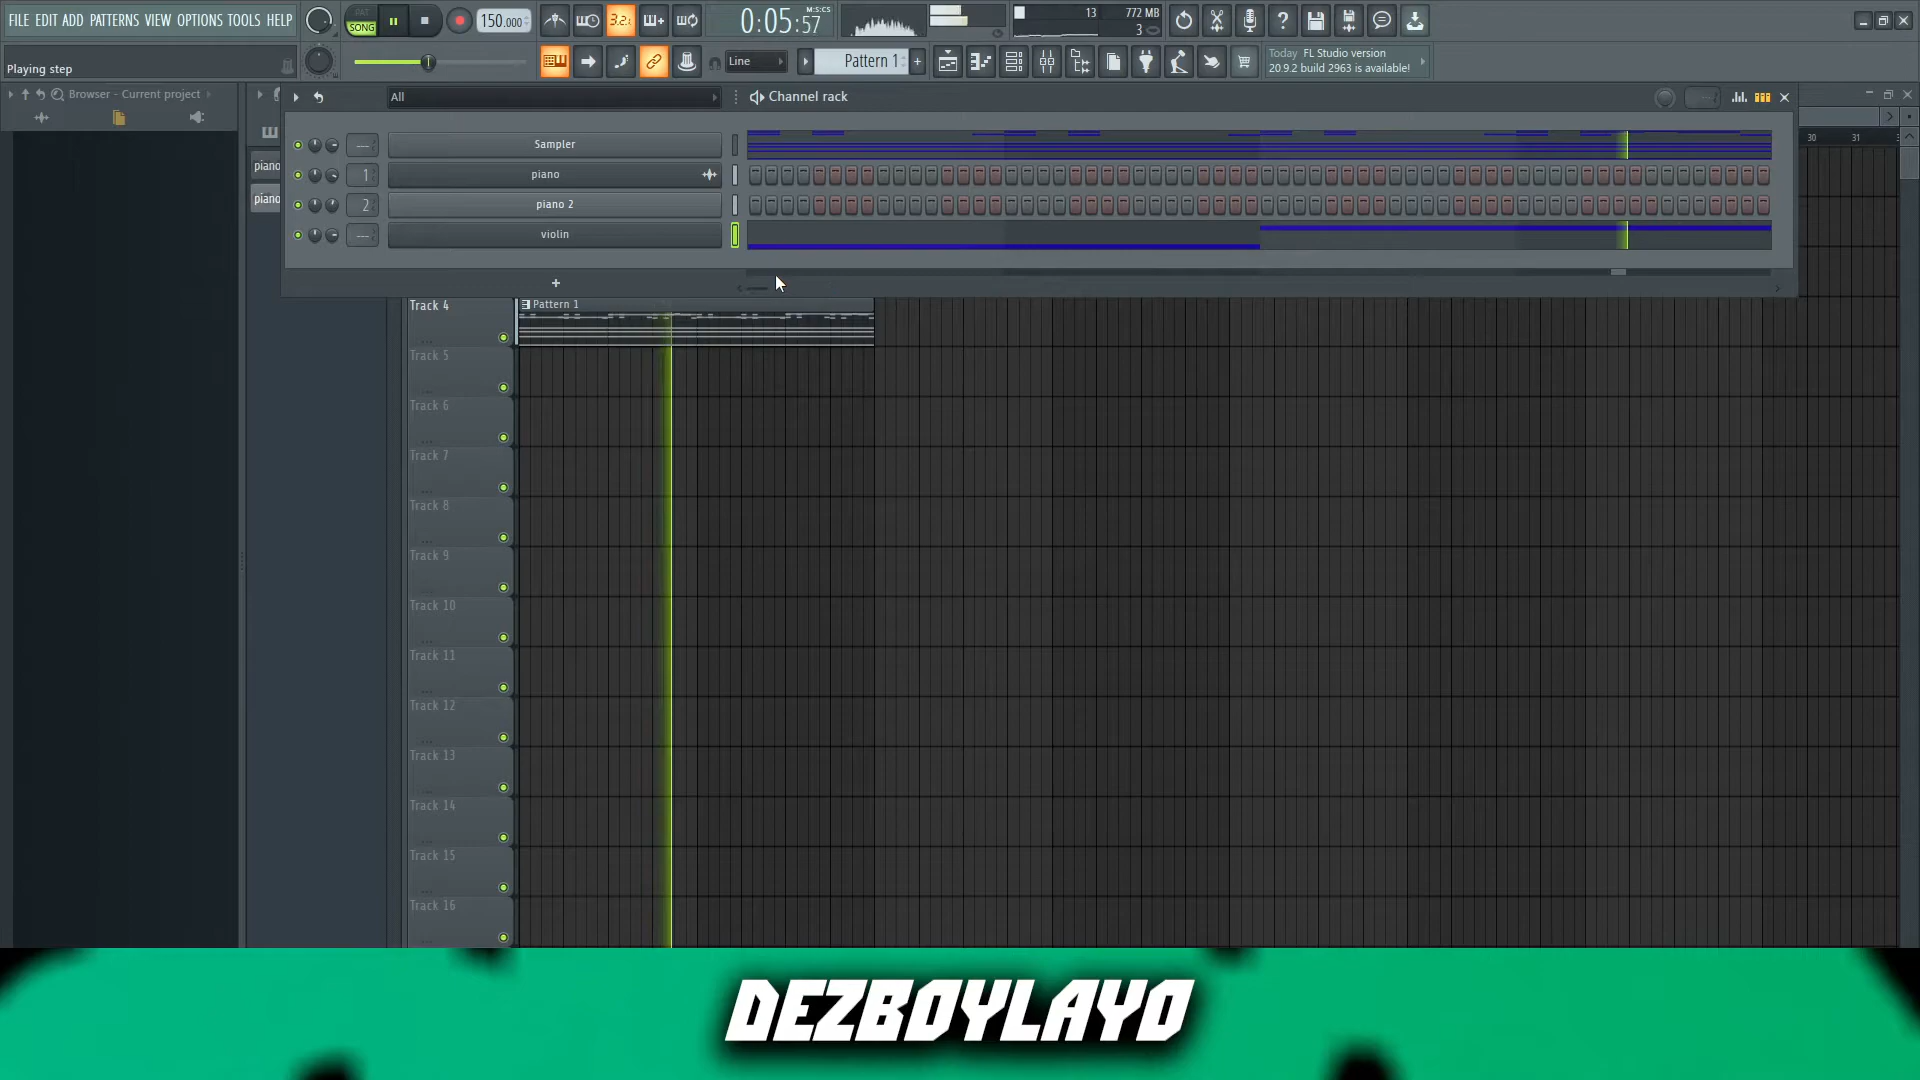 FILE EDIT ADD PATTERNS VIEW OPTIONS TOOLS HELP
PAT
SONG
150.000
3.2.
0:05:57
M:S:CS
13
772 MB
3
Playing step
Line
Pattern 1
+
Today FL Studio version
20.9.2 build 2963 is available!
Browser - Current project
All
Channel rack
Sampler
1
piano
2
piano 2
violin
+
piano
piano
30
31
Track 4
Pattern 1
Track 5
Track 6
Track 7
Track 8
Track 9
Track 10
Track 11
Track 12
Track 13
Track 14
Track 15
Track 16
DEZBOYLAYO